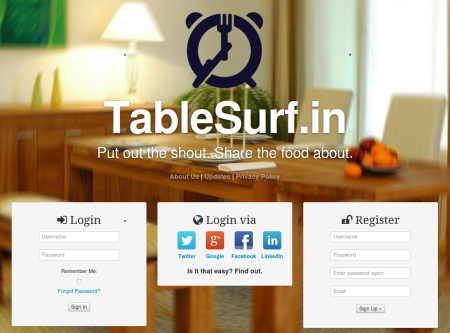 TableSurf.in
Put out the shout. Share the food about.
About Us | Updates | Privacy Policy
Login
Username
Password
Remember Me:
Forgot Password?
Sign In
Login via
g+
f
in
Twitter Google Facebook LinkedIn
Is it that easy? Find out.
Register
Username
Password
Enter password again
Email
Sign Up »